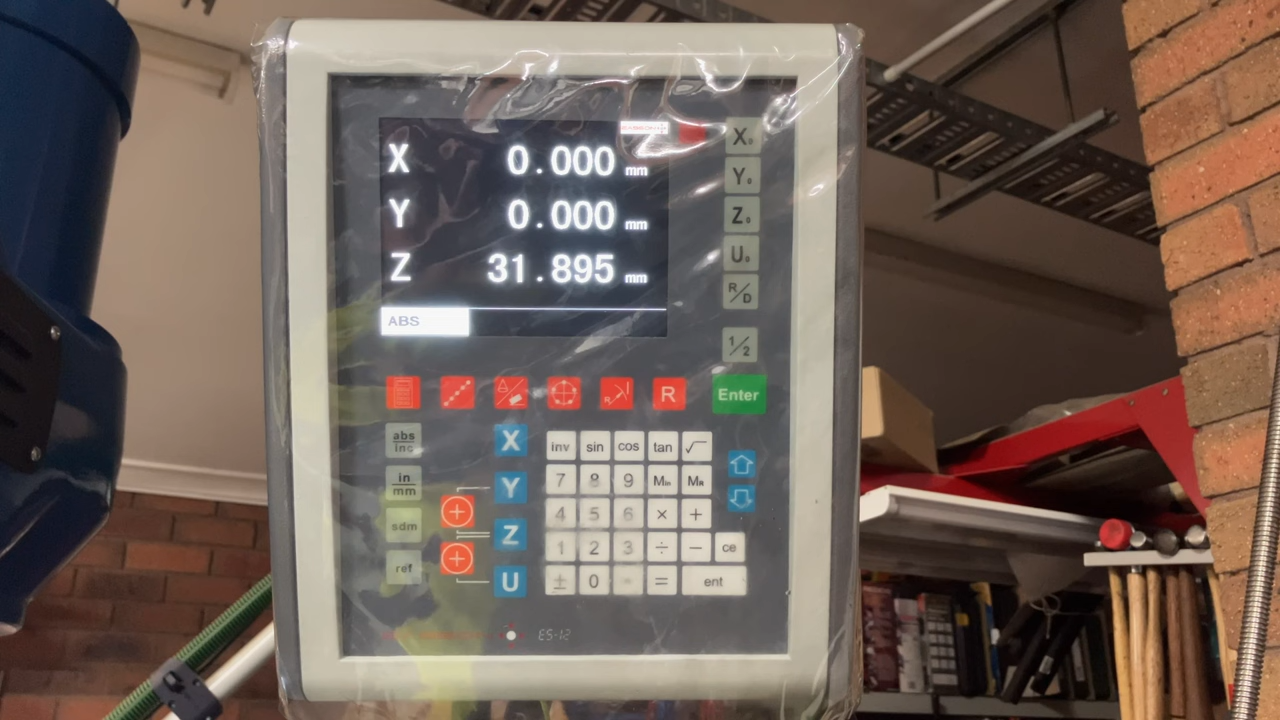 X 0.000 mm
Y 0.000 mm
Z 31.895 mm
ABS
X₀
Y₀
Z₀
U₀
R/D
1/2
R R Enter
abs inc X inv sin cos tan √
in mm Y 7 8 9 Min MR
sdm 4 5 6 × +
Z 1 2 3 ÷ − ce
ref U ± 0 = ent
ES-12